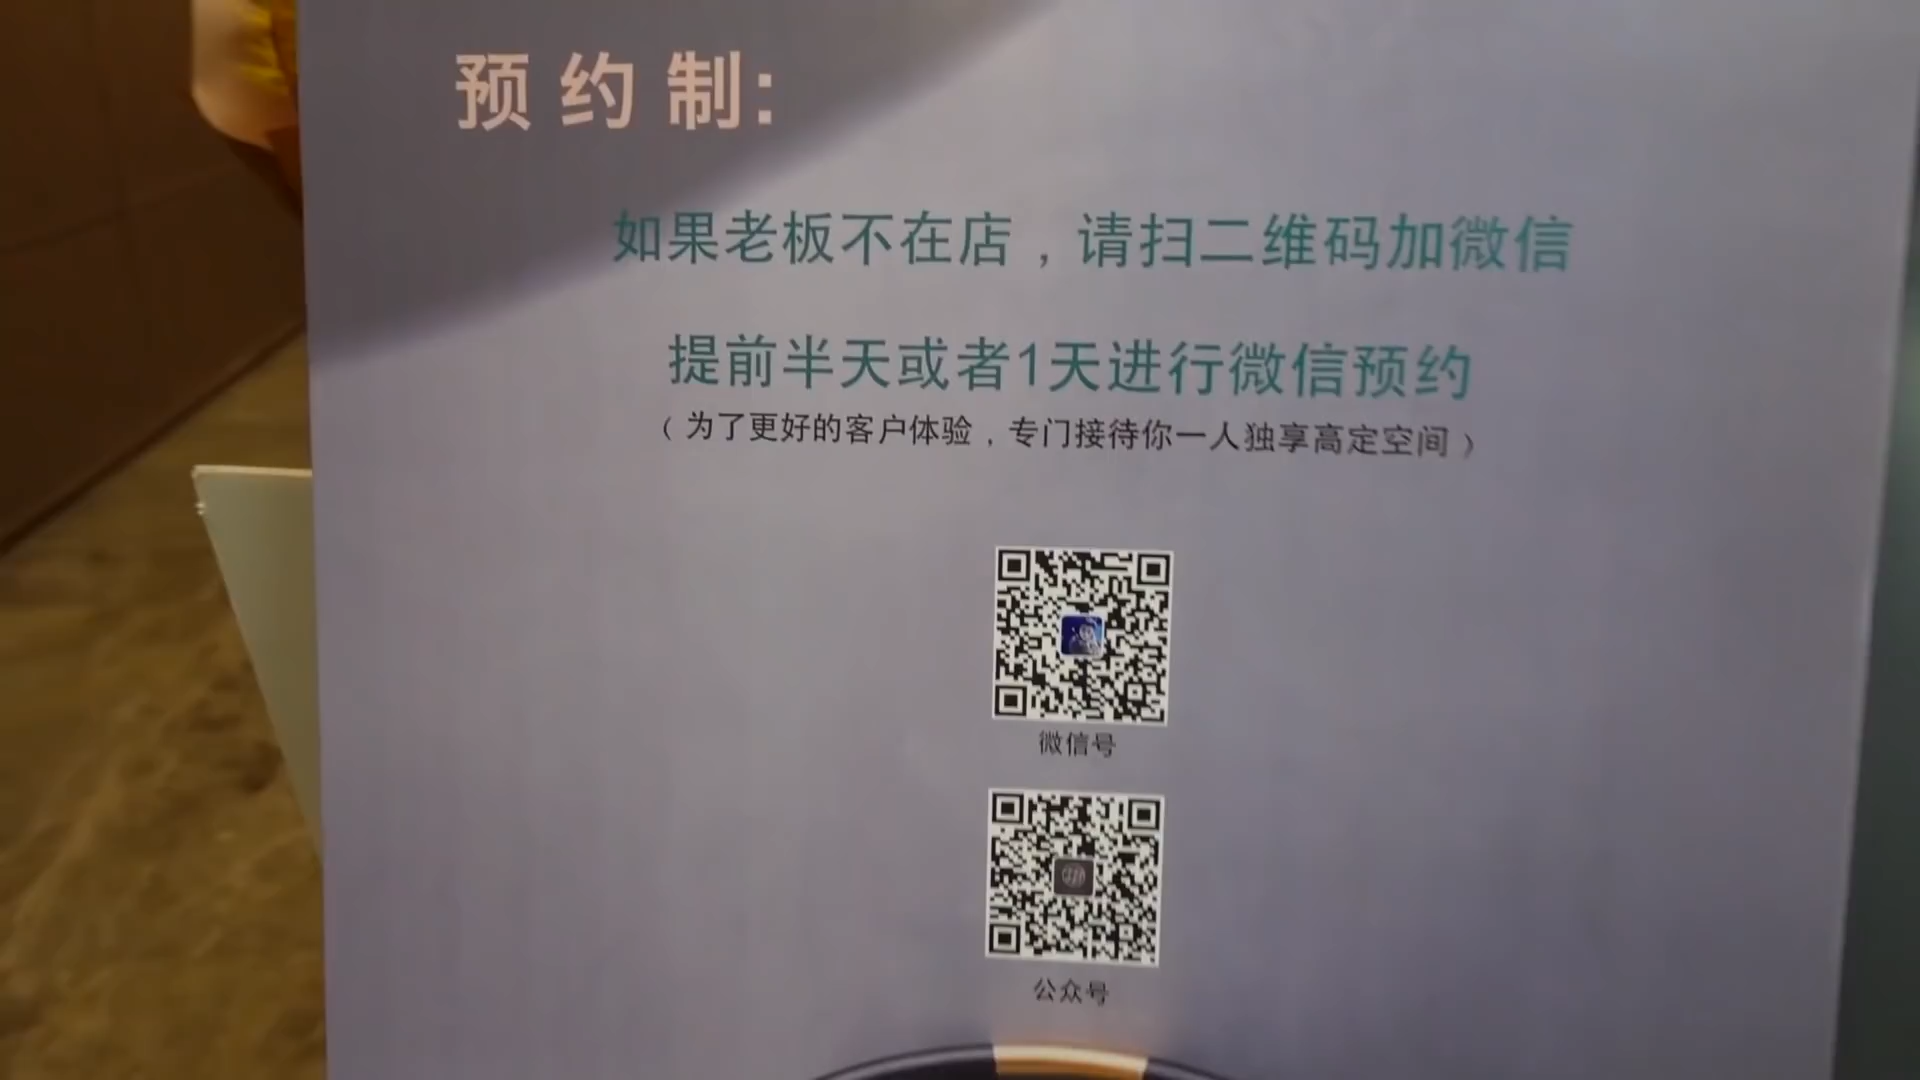 预约制:
如果老板不在店，请扫二维码加微信
提前半天或者1天进行微信预约
（为了更好的客户体验，专门接待你一人独享高定空间）
微信号
公众号